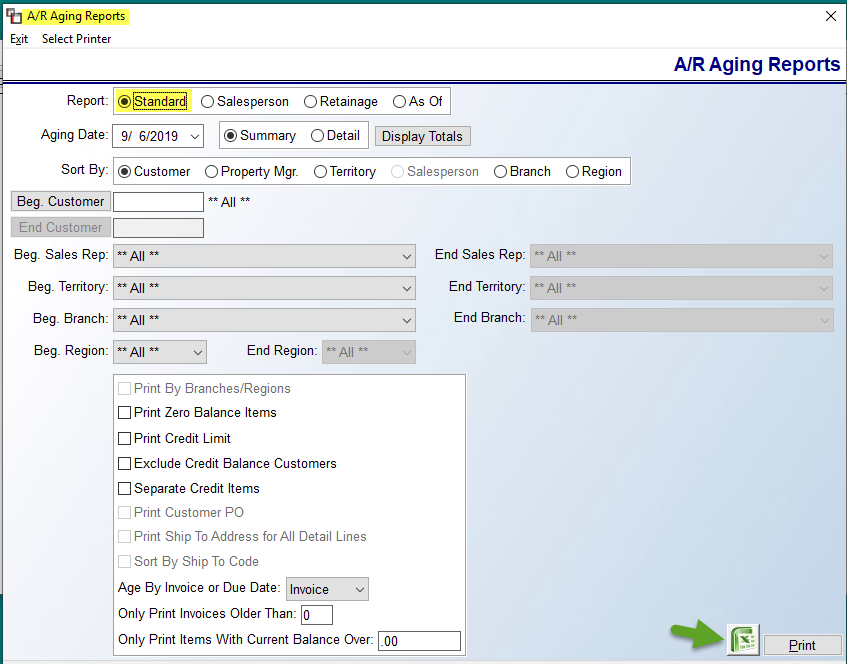 A/R Aging Reports
Exit Select Printer
A/R Aging Reports
Report: Standard Salesperson Retainage As Of
Aging Date: 9/ 6/2019 Summary Detail Display Totals
Sort By: Customer Property Mgr. Territory Salesperson Branch Region
Beg. Customer ** All **
End Customer
Beg. Sales Rep: ** All ** End Sales Rep: ** All **
Beg. Territory: ** All ** End Territory: ** All **
Beg. Branch: ** All ** End Branch: ** All **
Beg. Region: ** All ** End Region: ** All **
Print By Branches/Regions
Print Zero Balance Items
Print Credit Limit
Exclude Credit Balance Customers
Separate Credit Items
Print Customer PO
Print Ship To Address for All Detail Lines
Sort By Ship To Code
Age By Invoice or Due Date: Invoice
Only Print Invoices Older Than: 0
Only Print Items With Current Balance Over: .00
Print